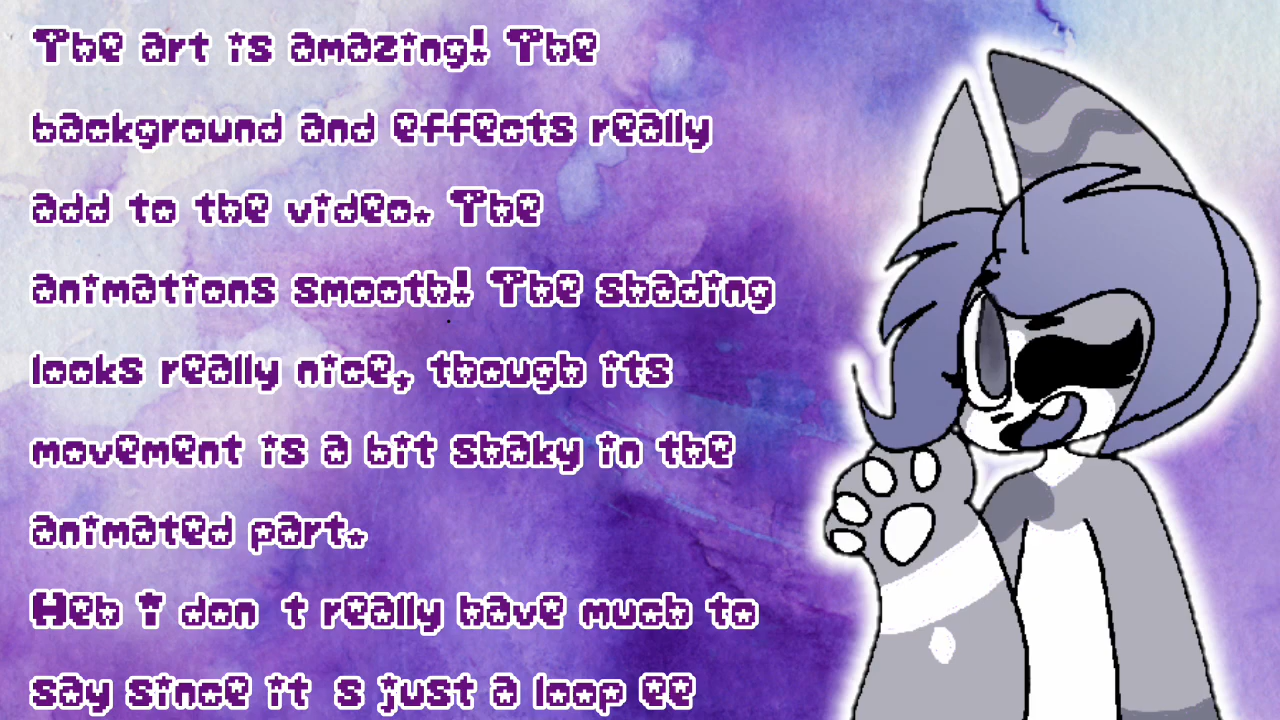 The art is amazing! The
background and effects really
add to the video. The
animations smooth! The shading
looks really nice, though its
movement is a bit shaky in the
animated part.
Heh I don t really have much to
say since it s just a loop ee